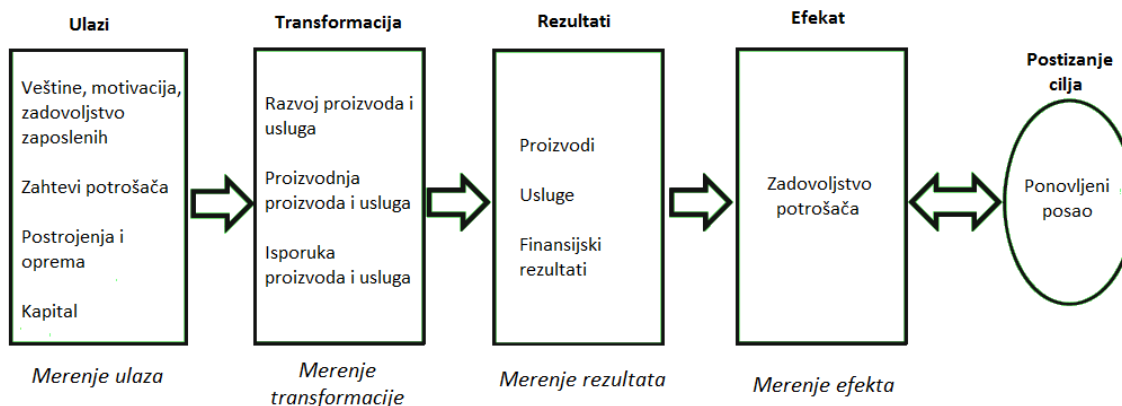 Ulazi
Veštine, motivacija,
zadovoljstvo
zaposlenih
Zahtevi potrošača
Postrojenja i
oprema
Kapital
Merenje ulaza
Transformacija
Razvoj proizvoda i
usluga
Proizvodnja
proizvoda i usluga
Isporuka
proizvoda i usluga
Merenje
transformacije
Rezultati
Proizvodi
Usluge
Finansijski
rezultati
Merenje rezultata
Efekat
Zadovoljstvo
potrošača
Merenje efekta
Postizanje
cilja
Ponovljeni
posao